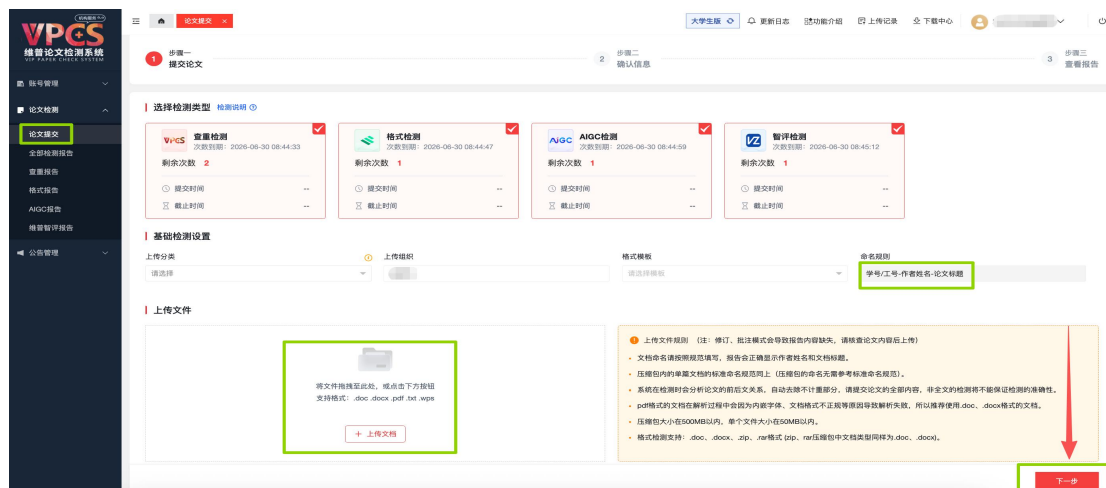 机构服务
VPCS
维普论文检测系统
VIP PAPER CHECK SYSTEM
论文提交 ×
大学生版
更新日志
功能介绍
上传记录
下载中心
账号管理
论文检测
论文提交
全部检测报告
查重报告
格式报告
AIGC报告
维普智评报告
公告管理
1 步骤一
提交论文
2 步骤二
确认信息
3 步骤三
查看报告
选择检测类型 检测说明
VPCS 查重检测
次数到期：2026-06-30 08:44:33
剩余次数 2
提交时间 --
截止时间 --
格式检测
次数到期：2026-06-30 08:44:47
剩余次数 1
提交时间 --
截止时间 --
AIGC AIGC检测
次数到期：2026-06-30 08:44:59
剩余次数 1
提交时间 --
截止时间 --
智评检测
次数到期：2026-06-30 08:45:12
剩余次数 1
提交时间 --
截止时间 --
基础检测设置
上传分类
请选择
上传组织
格式模板
请选择模板
命名规则
学号/工号-作者姓名-论文标题
上传文件
将文件拖拽至此处，或点击下方按钮
支持格式：.doc .docx .pdf .txt .wps
+ 上传文档
上传文件规则 （注：修订、批注模式会导致报告内容缺失，请核查论文内容后上传）
文档命名请按照规范填写，报告会正确显示作者姓名和文档标题。
压缩包内的单篇文档的标准命名规范同上（压缩包的命名无需参考标准命名规范）。
系统在检测时会分析论文的前后文关系，自动去除不计重部分，请提交论文的全部内容，非全文的检测将不能保证检测的准确性。
pdf格式的文档在解析过程中会因为内嵌字体、文档格式不正规等原因导致解析失败，所以推荐使用.doc、.docx格式的文档。
压缩包大小在500MB以内，单个文件大小在50MB以内。
格式检测支持：.doc、.docx、.zip、.rar格式 (zip、rar压缩包中文档类型同样为.doc、.docx)。
下一步